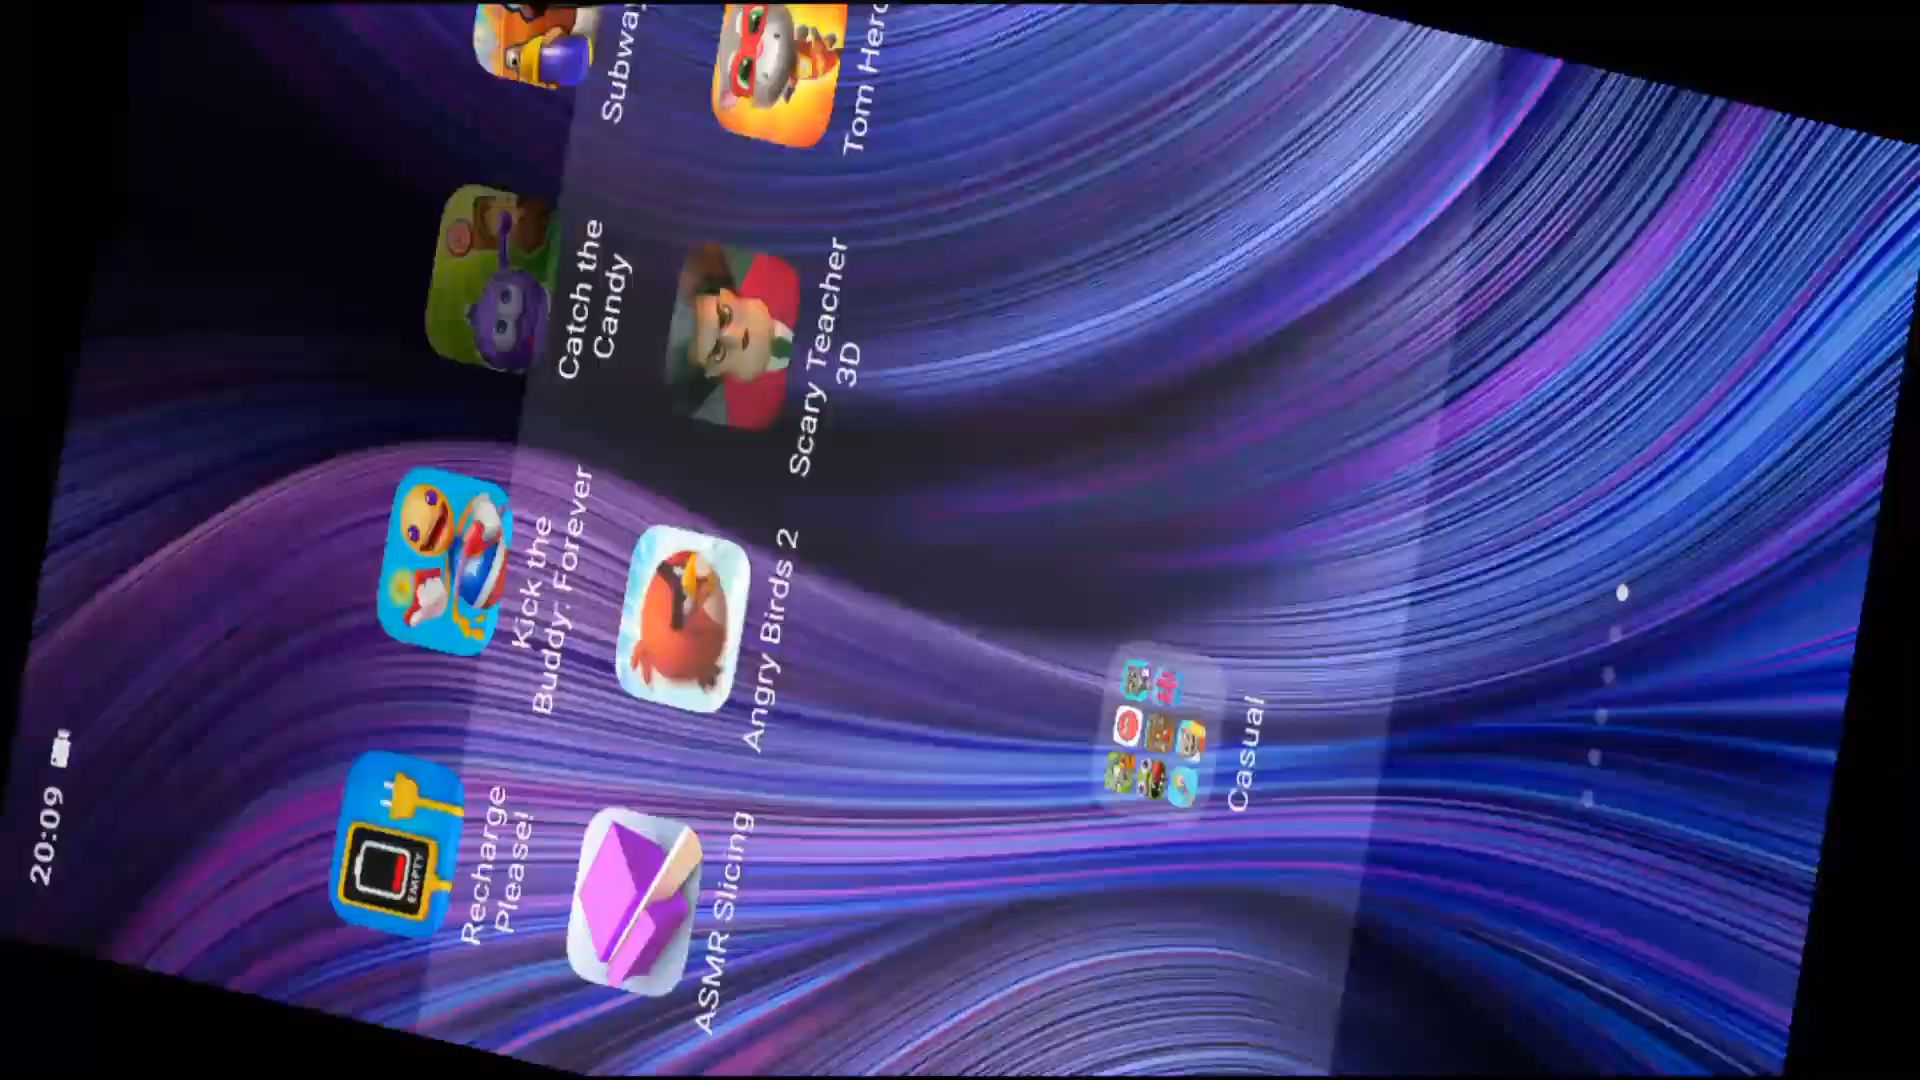 20:09
EMPTY
Recharge
Please!
Kick the
Buddy: Forever
Catch the
Candy
Subway
ASMR Slicing
Angry Birds 2
Scary Teacher
3D
Tom Hero
Casual